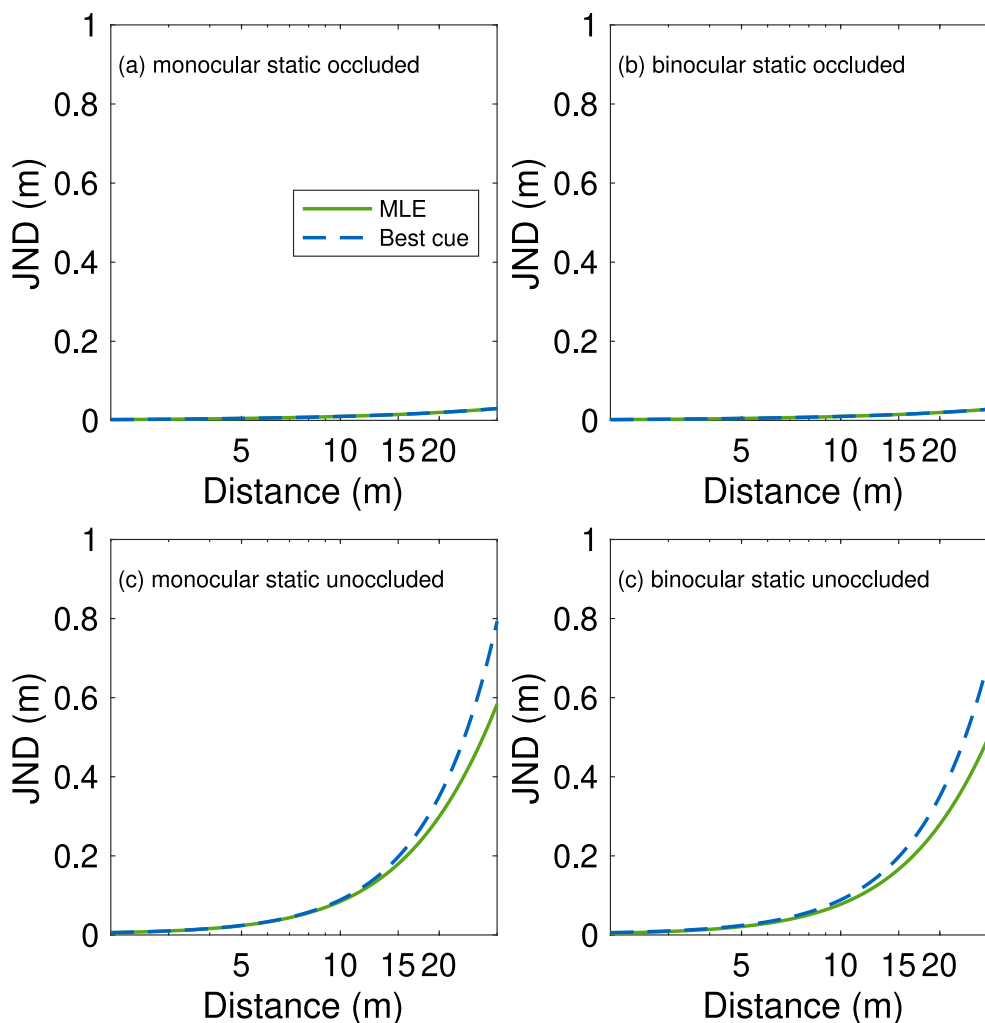 (a) monocular static occluded
1
0.8
0.6
0.4
0.2
0
JND (m)
MLE
Best cue
5
10
15
20
Distance (m)
(b) binocular static occluded
1
0.8
0.6
0.4
0.2
0
JND (m)
5
10
15
20
Distance (m)
(c) monocular static unoccluded
1
0.8
0.6
0.4
0.2
0
JND (m)
5
10
15
20
Distance (m)
(c) binocular static unoccluded
1
0.8
0.6
0.4
0.2
0
JND (m)
5
10
15
20
Distance (m)